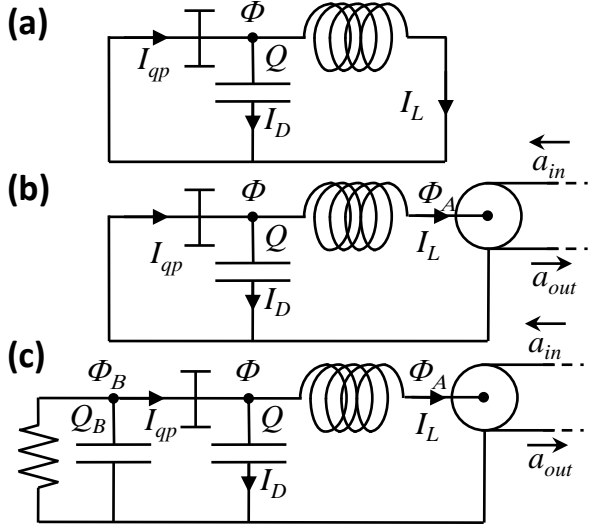 (a)
Φ
I_qp
Q
I_D
I_L
(b)
Φ
Φ_A
a_in
I_qp
Q
I_L
I_D
a_out
(c)
Φ_B
Φ
Φ_A
a_in
Q_B
I_qp
Q
I_L
I_D
a_out